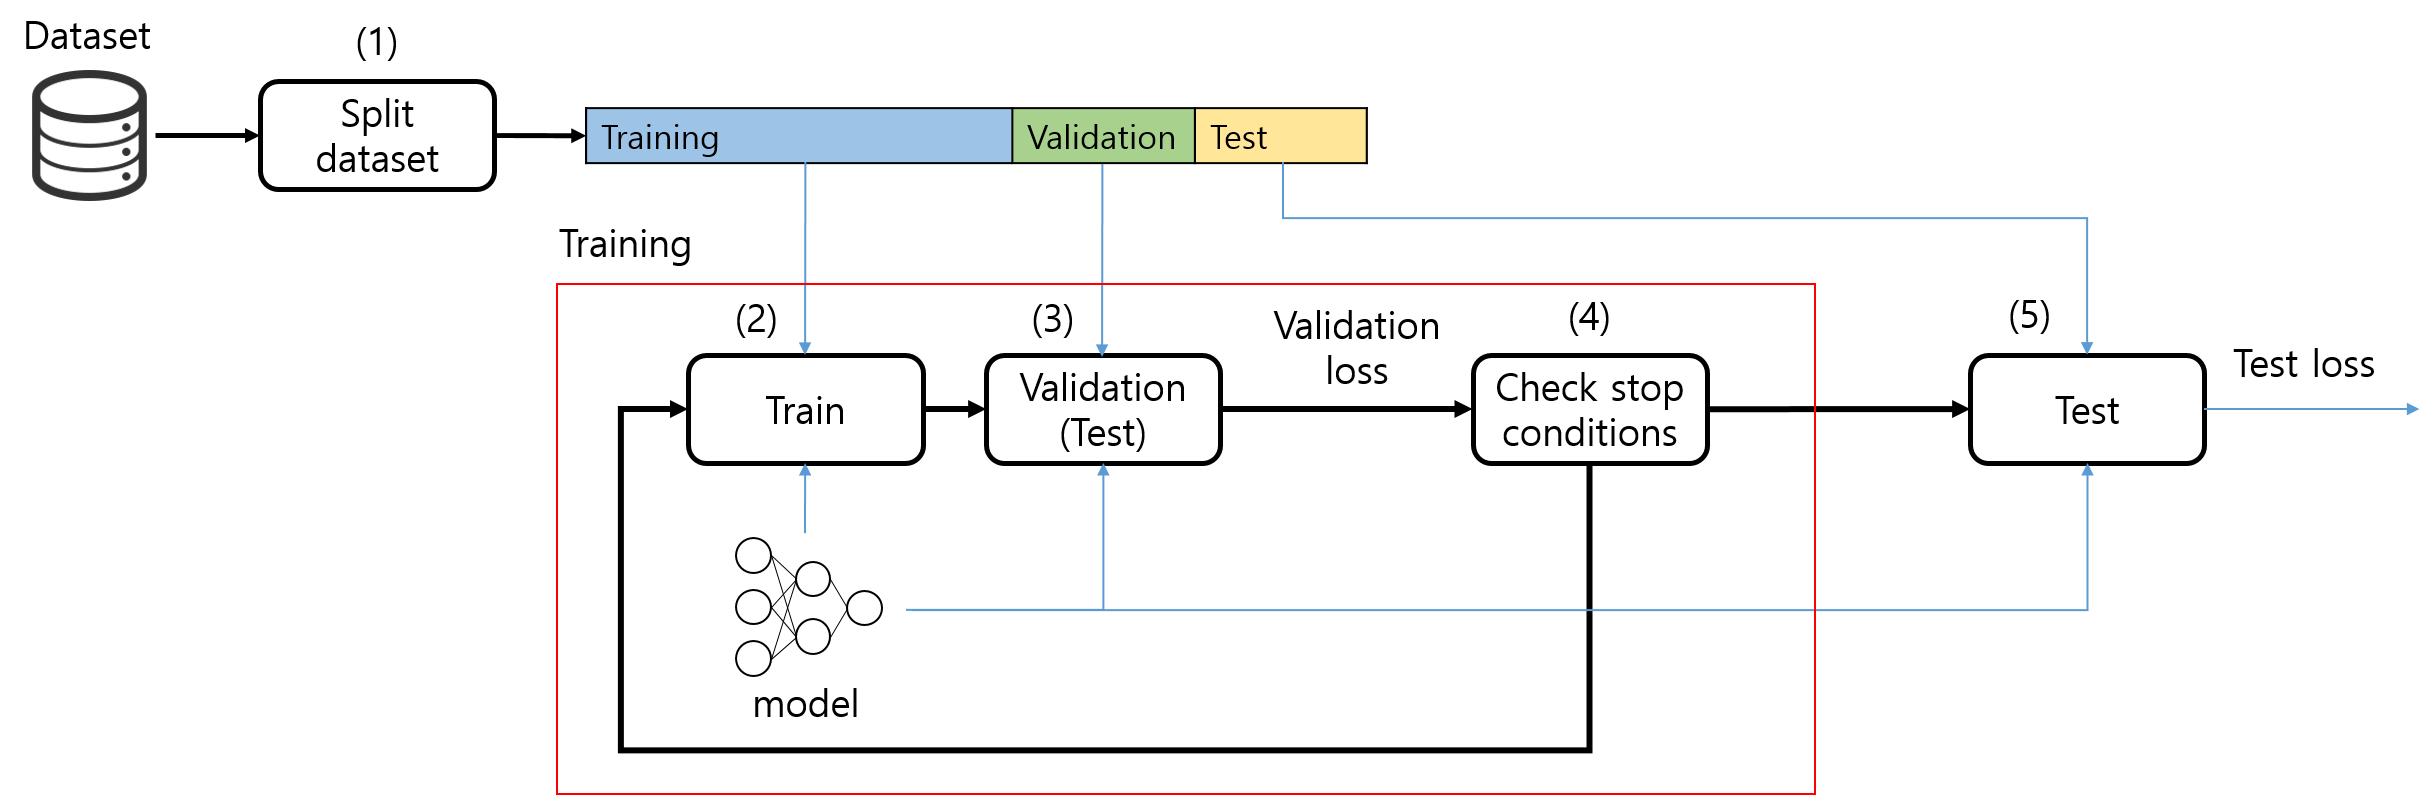 Dataset
(1)
Split
dataset
Training
Validation
Test
Training
(2)
(3)
Validation
loss
(4)
(5)
Train
Validation
(Test)
Check stop
conditions
Test
Test loss
model